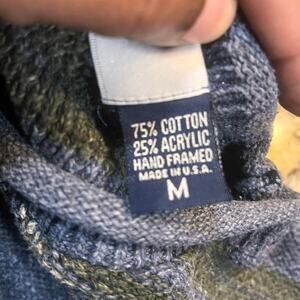 75% COTTON
25% ACRYLIC
HAND FRAMED
MADE IN U.S.A.
M